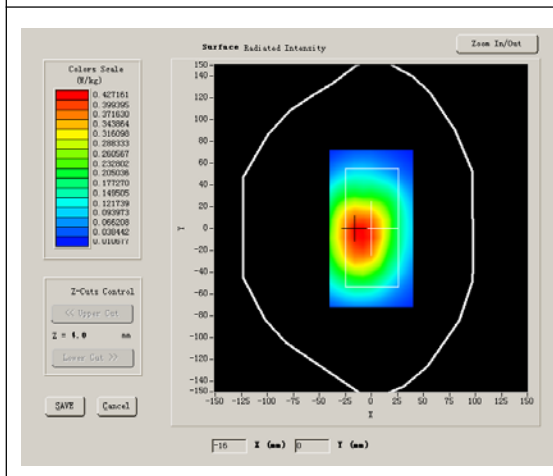 Surface Radiated Intensity
Zoom In/Out
Colors Scale
(W/kg)
0.427161
0.399395
0.371630
0.343864
0.316098
0.288333
0.260567
0.232802
0.205036
0.177270
0.149505
0.121739
0.093973
0.066208
0.038442
0.010677
Z-Cuts Control
<< Upper Cut
Z = 4.0 mm
Lower Cut >>
SAVE
Cancel
150
140
120
100
80
60
40
20
0
-20
-40
-60
-80
-100
-120
-140
-150
Y
-150 -125 -100 -75 -50 -25 0 25 50 75 100 125 150
X
-16 X (mm) 0 Y (mm)